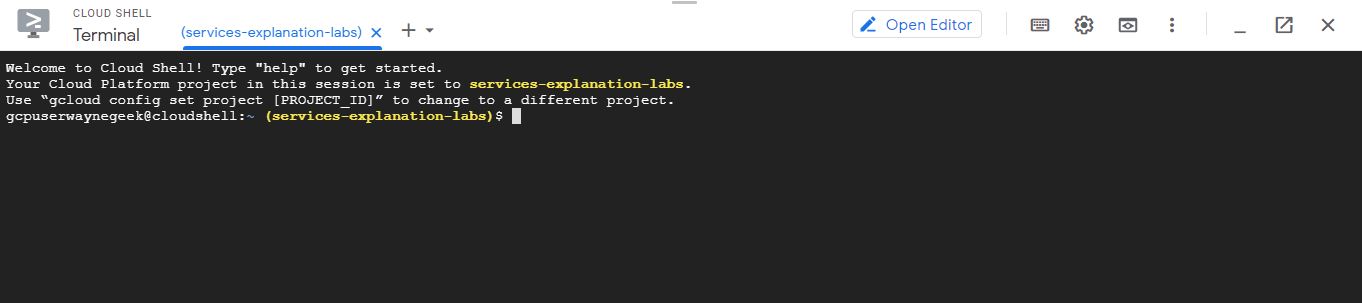 CLOUD SHELL
Terminal
(services-explanation-labs)
Open Editor
Welcome to Cloud Shell! Type "help" to get started.
Your Cloud Platform project in this session is set to services-explanation-labs.
Use “gcloud config set project [PROJECT_ID]” to change to a different project.
gcpuserwaynegeek@cloudshell:~ (services-explanation-labs)$